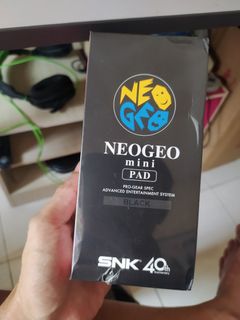 NEO
GEO
NEOGEO
mini
PAD
PRO-GEAR SPEC
ADVANCED ENTERTAINMENT SYSTEM
BLACK
SNK 40th